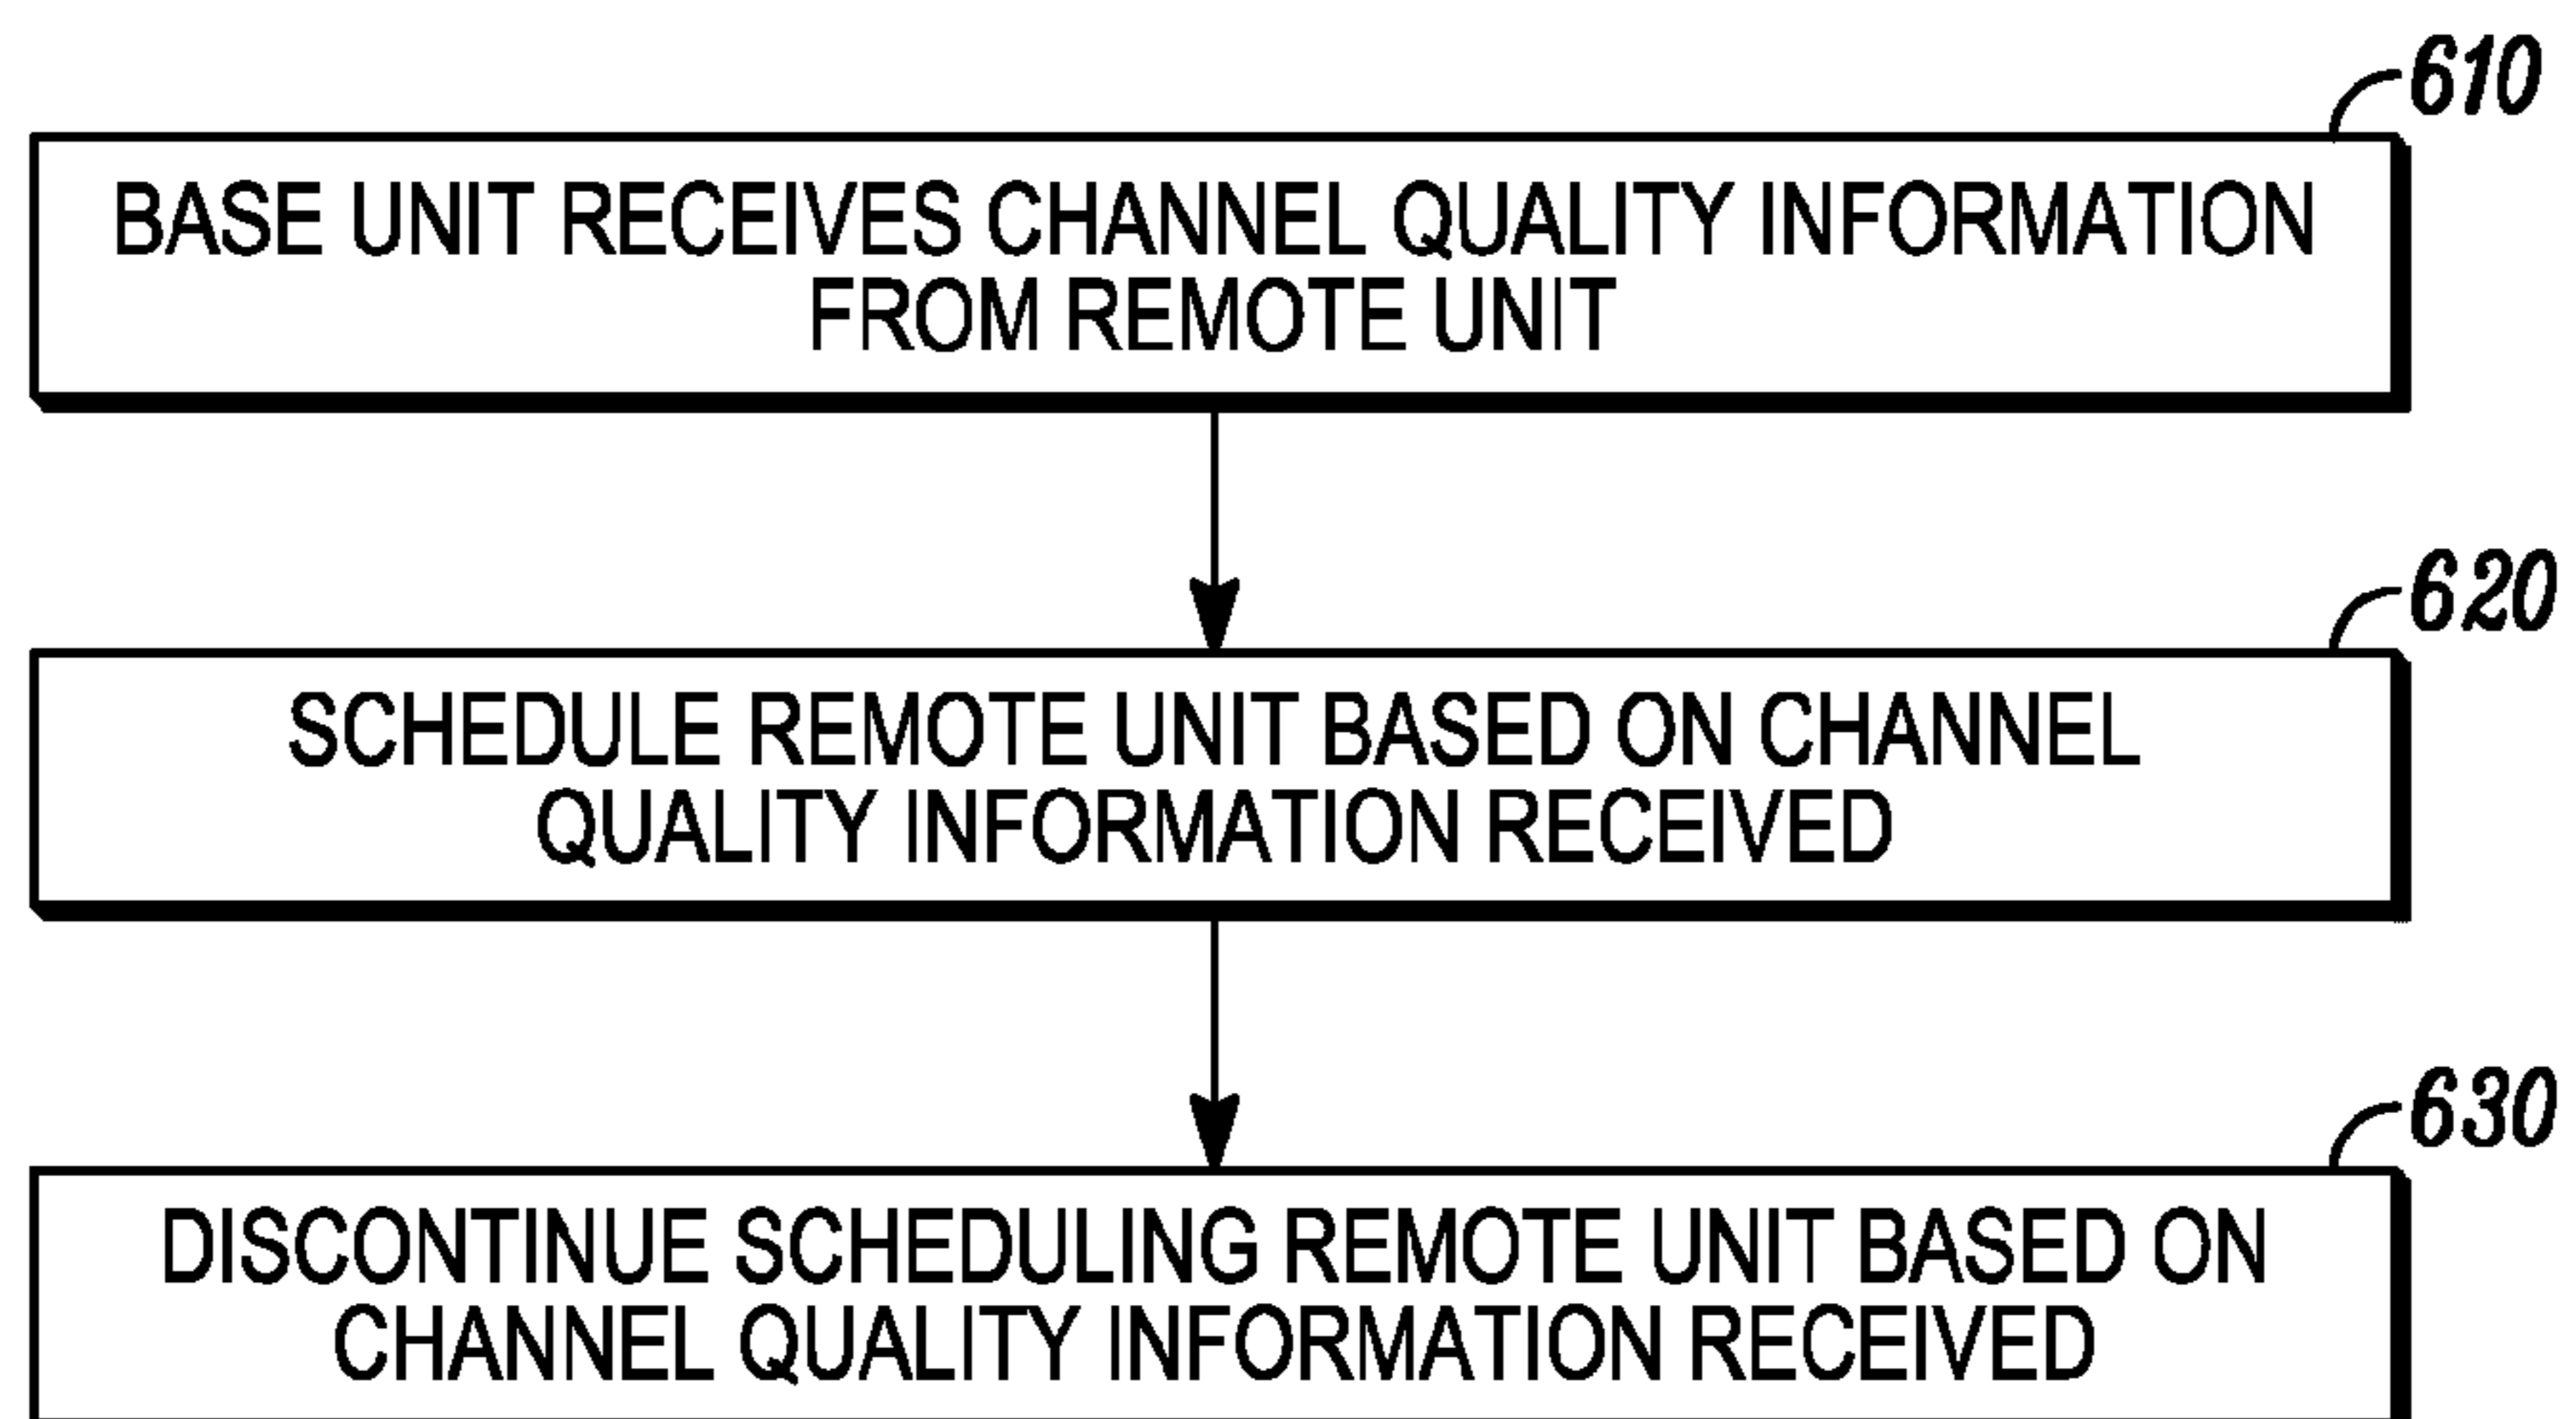 610
BASE UNIT RECEIVES CHANNEL QUALITY INFORMATION
FROM REMOTE UNIT
620
SCHEDULE REMOTE UNIT BASED ON CHANNEL
QUALITY INFORMATION RECEIVED
630
DISCONTINUE SCHEDULING REMOTE UNIT BASED ON
CHANNEL QUALITY INFORMATION RECEIVED